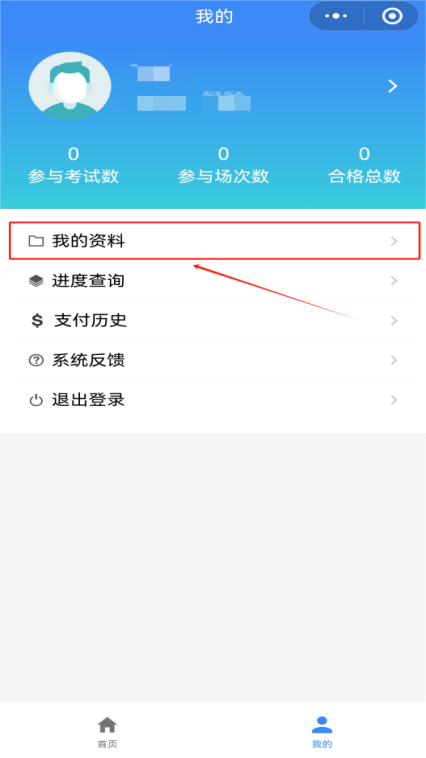 我的
0 0 0
参与考试数 参与场次数 合格总数
我的资料
进度查询
$ 支付历史
系统反馈
退出登录
首页 我的